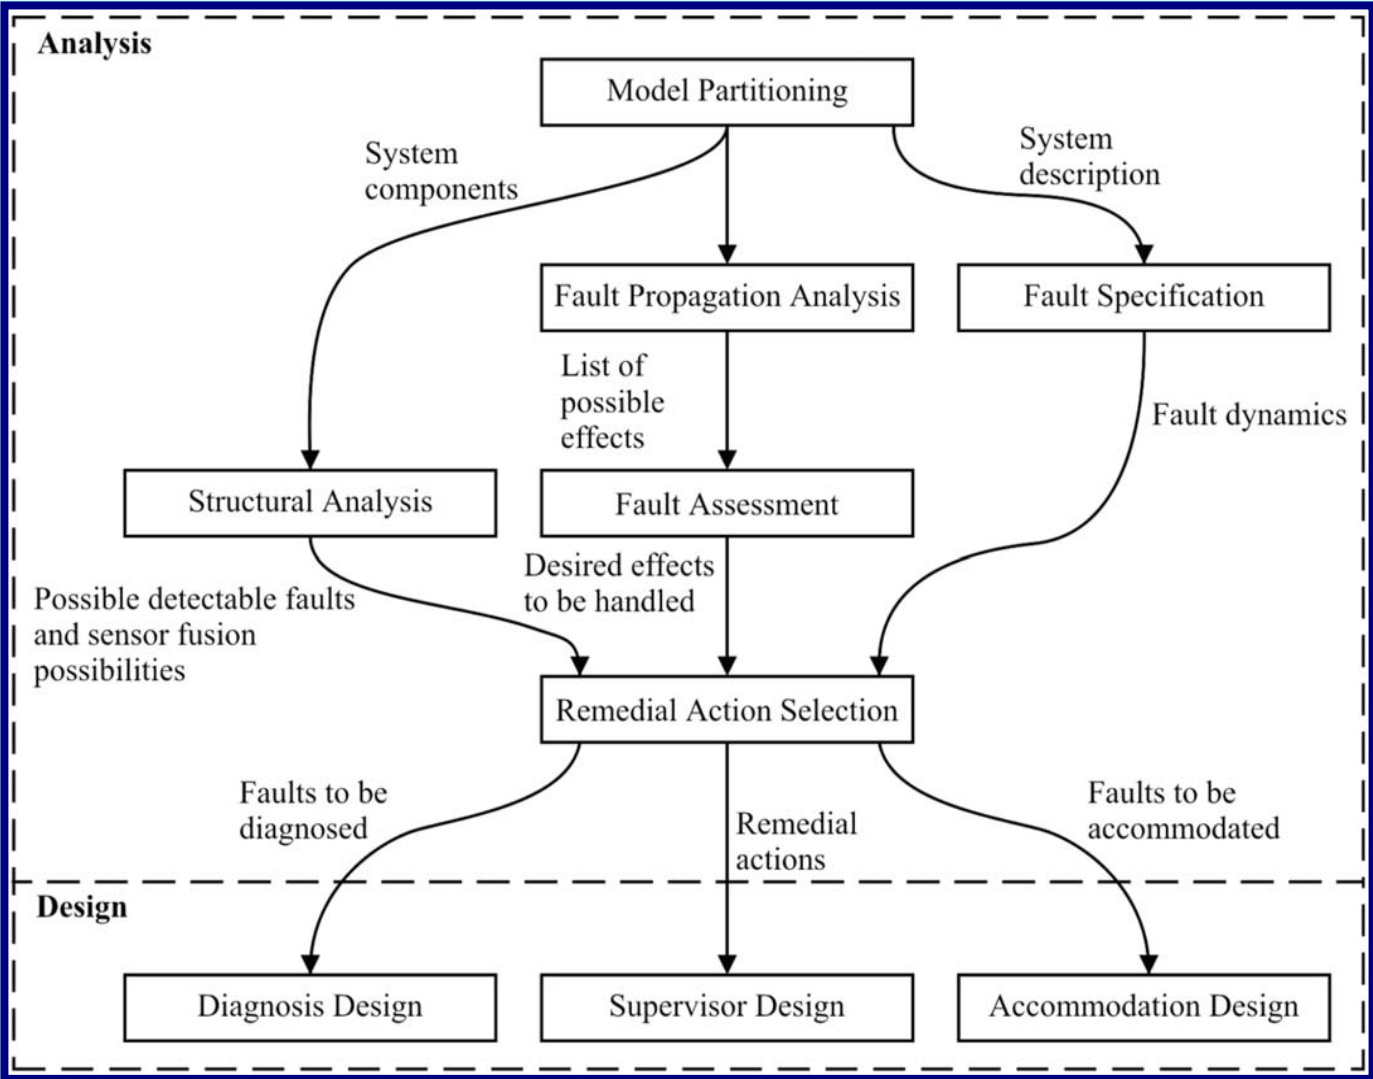 Analysis
Model Partitioning
System
components
System
description
Fault Propagation Analysis
Fault Specification
List of
possible
effects
Fault dynamics
Structural Analysis
Fault Assessment
Desired effects
to be handled
Possible detectable faults
and sensor fusion
possibilities
Remedial Action Selection
Faults to be
diagnosed
Remedial
actions
Faults to be
accommodated
Design
Diagnosis Design
Supervisor Design
Accommodation Design